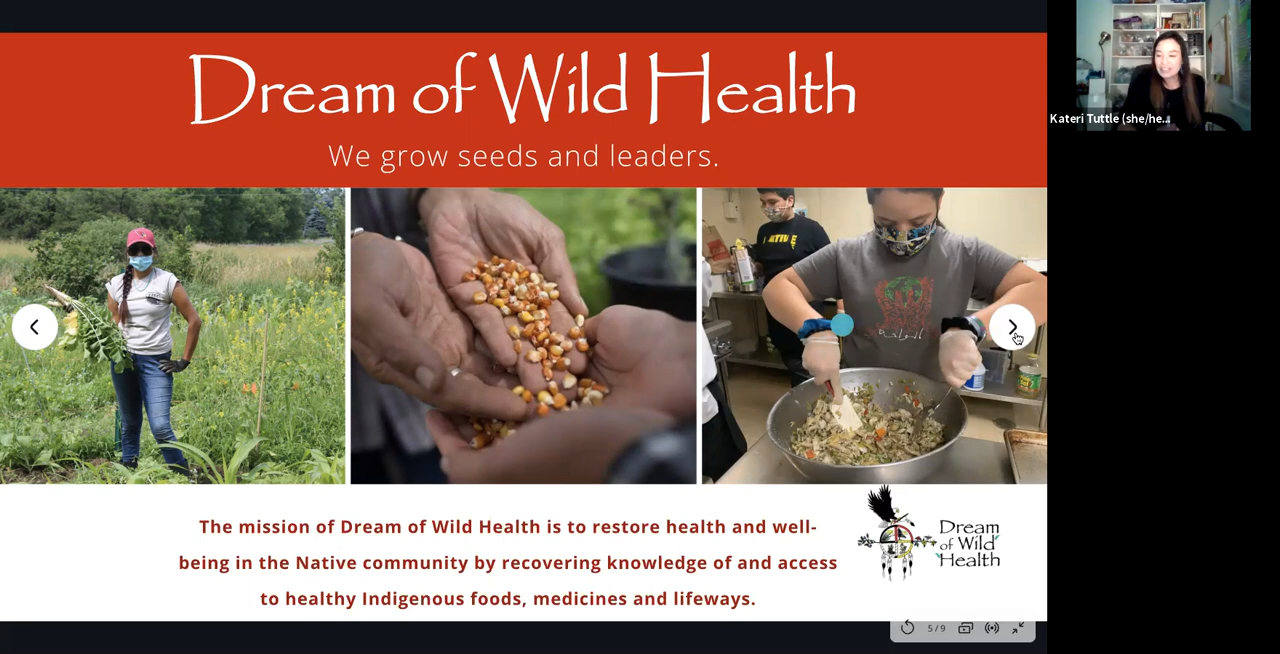 Dream of Wild Health
We grow seeds and leaders.
Kateri Tuttle (she/he...
The mission of Dream of Wild Health is to restore health and well-
being in the Native community by recovering knowledge of and access
to healthy Indigenous foods, medicines and lifeways.
Dream
of Wild
Health
5/9